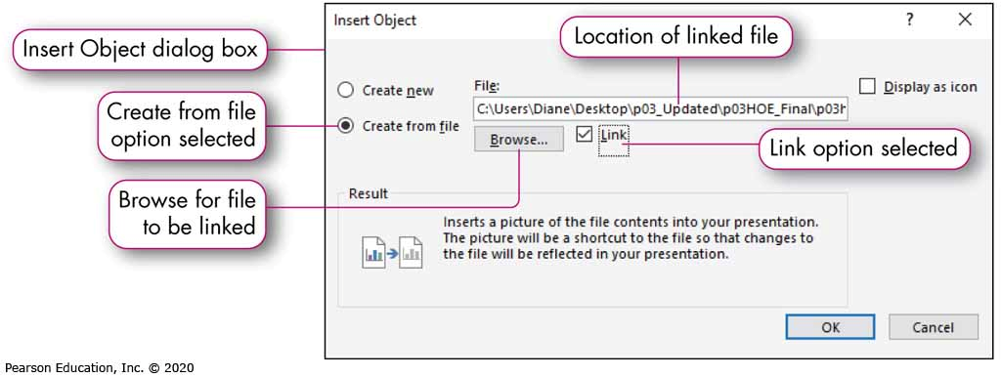 Insert Object
?
Insert Object dialog box
Location of linked file
Create new
File:
Display as icon
Create from file
option selected
C:\Users\Diane\Desktop\p03_Updated\p03HOE_Final\p03h
Create from file
Browse...
Link
Link option selected
Browse for file
to be linked
Result
Inserts a picture of the file contents into your presentation.
The picture will be a shortcut to the file so that changes to
the file will be reflected in your presentation.
OK
Cancel
Pearson Education, Inc. © 2020